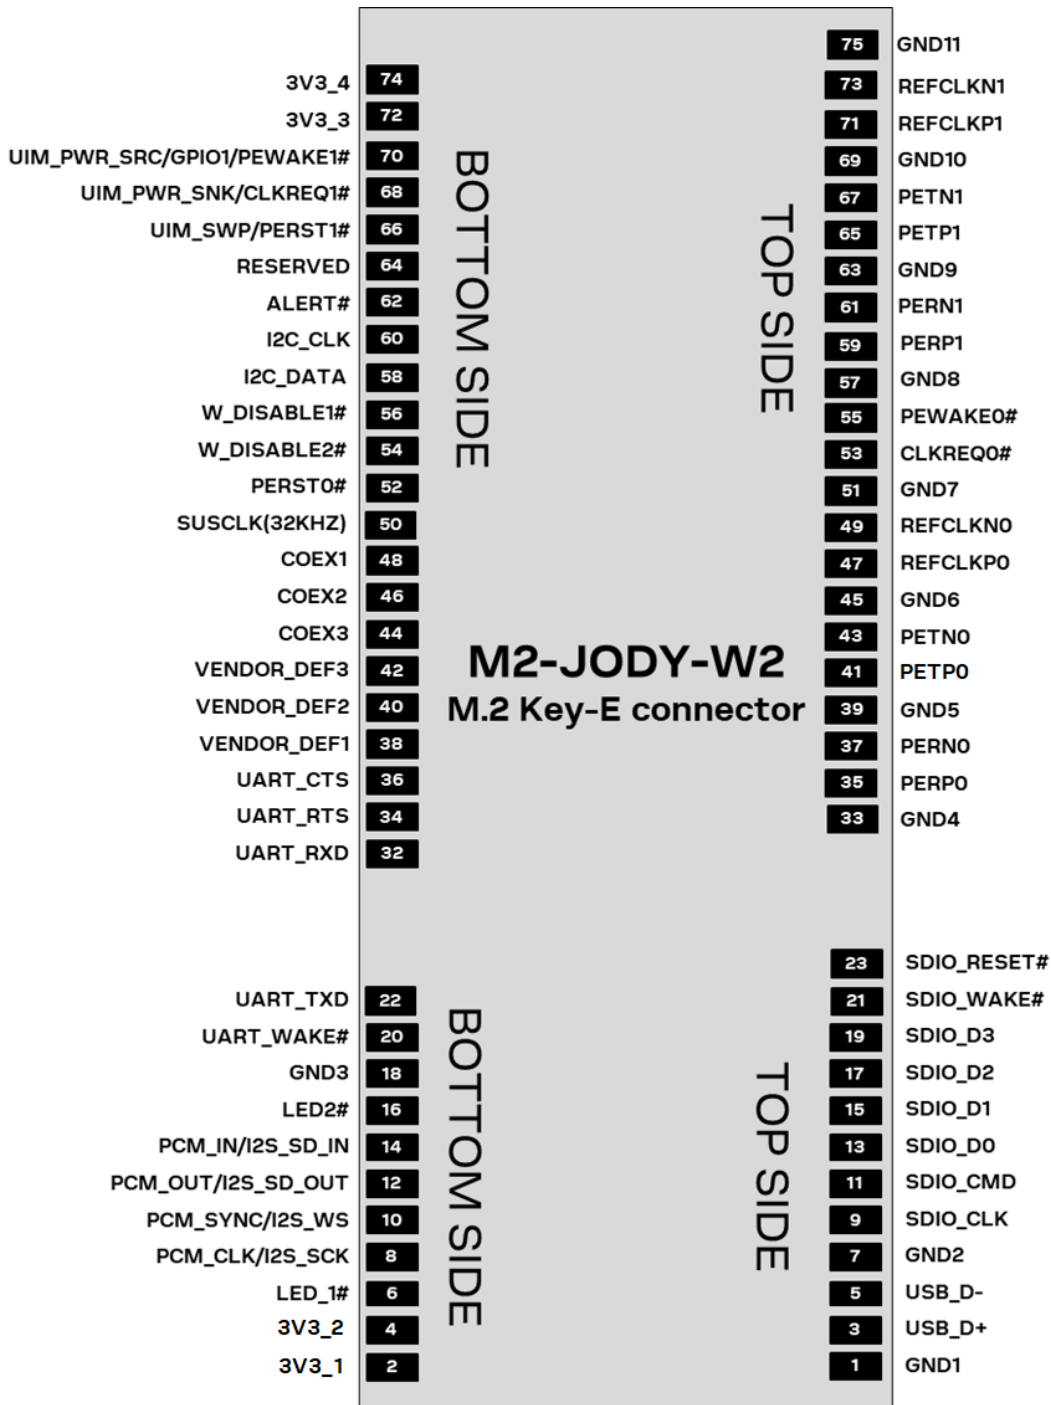 75 GND11
3V3_4 74
73 REFCLKN1
3V3_3 72
71 REFCLKP1
UIM_PWR_SRC/GPIO1/PEWAKE1# 70
69 GND10
UIM_PWR_SNK/CLKREQ1# 68
67 PETN1
UIM_SWP/PERST1# 66
65 PETP1
RESERVED 64
63 GND9
ALERT# 62
61 PERN1
I2C_CLK 60
59 PERP1
I2C_DATA 58
57 GND8
W_DISABLE1# 56
55 PEWAKE0#
W_DISABLE2# 54
53 CLKREQ0#
BOTTOM SIDE
TOP SIDE
PERST0# 52
51 GND7
SUSCLK(32KHZ) 50
49 REFCLKN0
COEX1 48
47 REFCLKP0
COEX2 46
45 GND6
COEX3 44
43 PETN0
M2-JODY-W2
VENDOR_DEF3 42
41 PETP0
M.2 Key-E connector
VENDOR_DEF2 40
39 GND5
VENDOR_DEF1 38
37 PERN0
UART_CTS 36
35 PERP0
UART_RTS 34
33 GND4
UART_RXD 32
23 SDIO_RESET#
UART_TXD 22
21 SDIO_WAKE#
UART_WAKE# 20
19 SDIO_D3
GND3 18
17 SDIO_D2
LED2# 16
15 SDIO_D1
PCM_IN/I2S_SD_IN 14
13 SDIO_D0
PCM_OUT/I2S_SD_OUT 12
11 SDIO_CMD
PCM_SYNC/I2S_WS 10
9 SDIO_CLK
PCM_CLK/I2S_SCK 8
7 GND2
LED_1# 6
5 USB_D-
3V3_2 4
3 USB_D+
3V3_1 2
1 GND1
BOTTOM SIDE
TOP SIDE